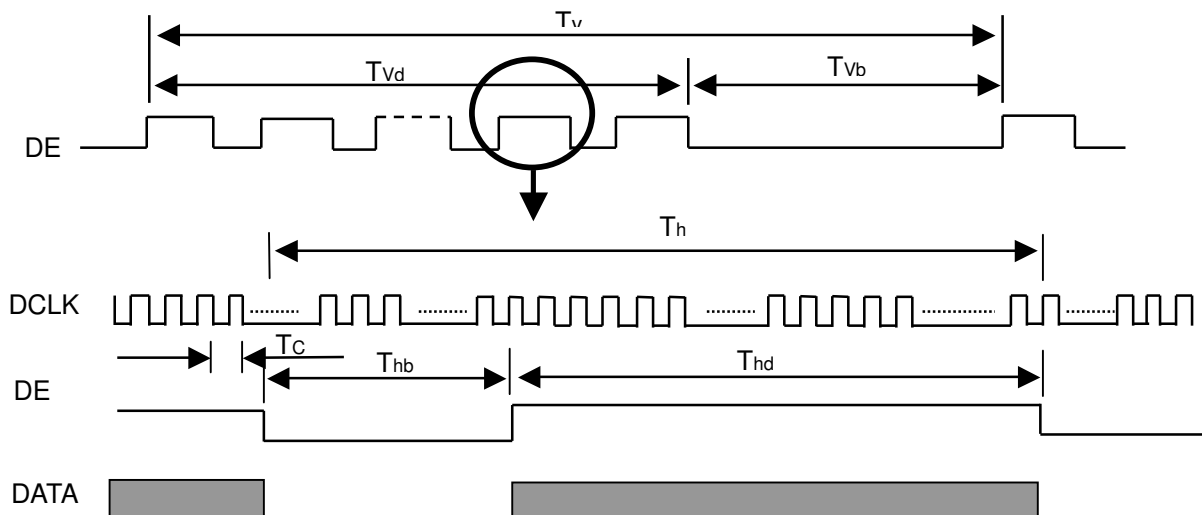 Tv
TVd
TVb
DE
Th
DCLK
TC
Thb
Thd
DE
DATA